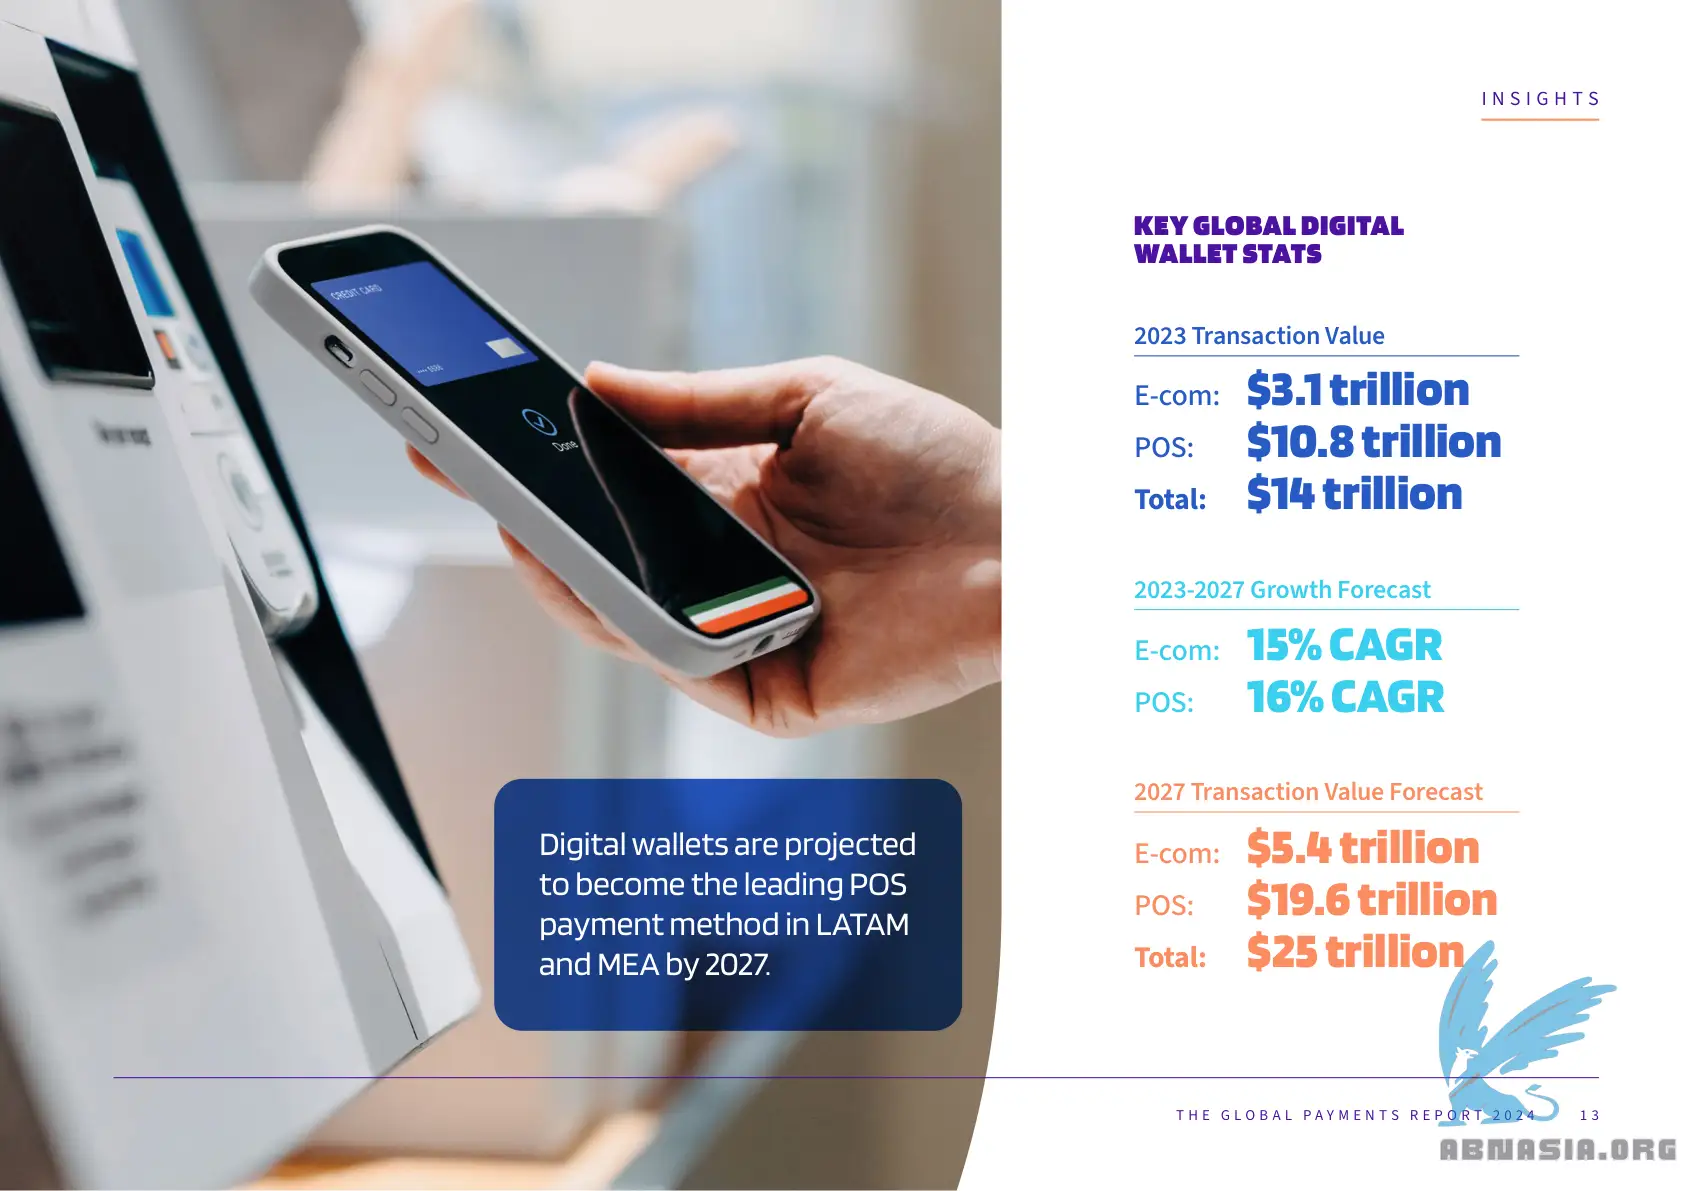 INSIGHTS
KEY GLOBAL DIGITAL
WALLET STATS
2023 Transaction Value
E-com: $3.1 trillion
POS: $10.8 trillion
Total: $14 trillion
2023-2027 Growth Forecast
E-com: 15% CAGR
POS: 16% CAGR
2027 Transaction Value Forecast
E-com: $5.4 trillion
POS: $19.6 trillion
Total: $25 trillion
CREDIT CARD
Done
Digital wallets are projected
to become the leading POS
payment method in LATAM
and MEA by 2027.
THE GLOBAL PAYMENTS REPORT 2024 13
ABNASIA.ORG